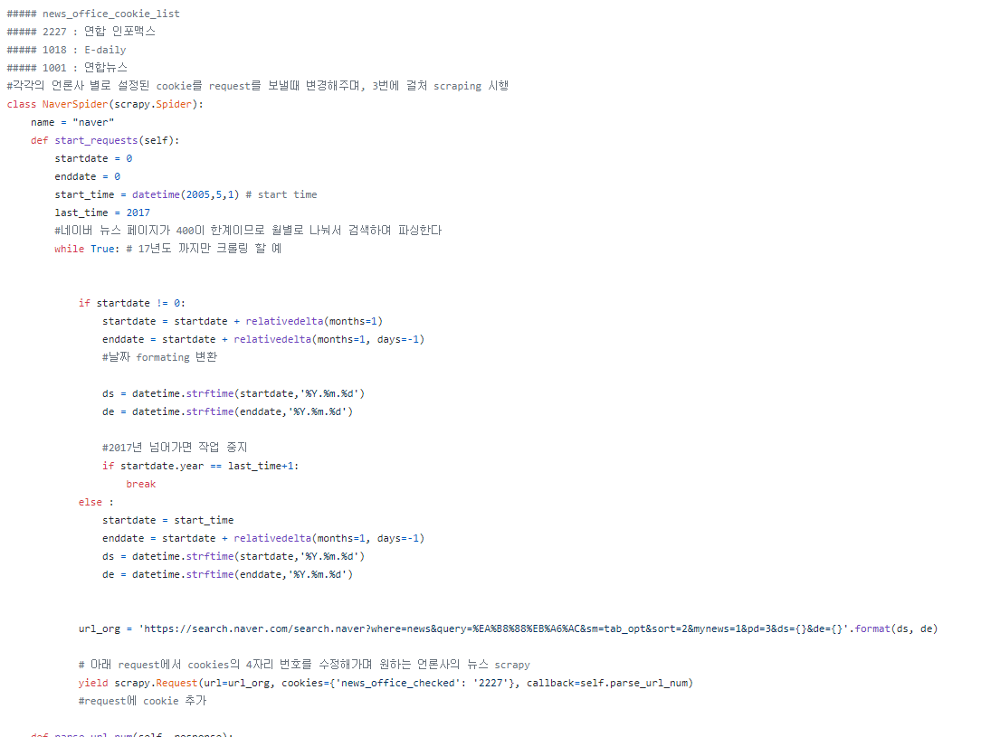 ##### news_office_cookie_list
##### 2227 : 연합 인포맥스
##### 1018 : E-daily
##### 1001 : 연합뉴스
#각각의 언론사 별로 설정된 cookie를 request를 보낼때 변경해주며, 3번에 걸처 scraping 시행
class NaverSpider(scrapy.Spider):
    name = "naver"
    def start_requests(self):
        startdate = 0
        enddate = 0
        start_time = datetime(2005,5,1) # start time
        last_time = 2017
        #네이버 뉴스 페이지가 400이 한계이므로 월별로 나눠서 검색하여 파싱한다
        while True: # 17년도 까지만 크롤링 할 예
            if startdate != 0:
                startdate = startdate + relativedelta(months=1)
                enddate = startdate + relativedelta(months=1, days=-1)
                #날짜 formating 변환
                ds = datetime.strftime(startdate,'%Y.%m.%d')
                de = datetime.strftime(enddate,'%Y.%m.%d')
                #2017년 넘어가면 작업 중지
                if startdate.year == last_time+1:
                    break
            else :
                startdate = start_time
                enddate = startdate + relativedelta(months=1, days=-1)
                ds = datetime.strftime(startdate,'%Y.%m.%d')
                de = datetime.strftime(enddate,'%Y.%m.%d')
            url_org = 'https://search.naver.com/search.naver?where=news&query=%EA%B8%88%EB%A6%AC&sm=tab_opt&sort=2&mynews=1&pd=3&ds={}&de={}'.format(ds, de)
            # 아래 request에서 cookies의 4자리 번호를 수정해가며 원하는 언론사의 뉴스 scrapy
            yield scrapy.Request(url=url_org, cookies={'news_office_checked': '2227'}, callback=self.parse_url_num)
            #request에 cookie 추가
    def parse_url_num(self, response):